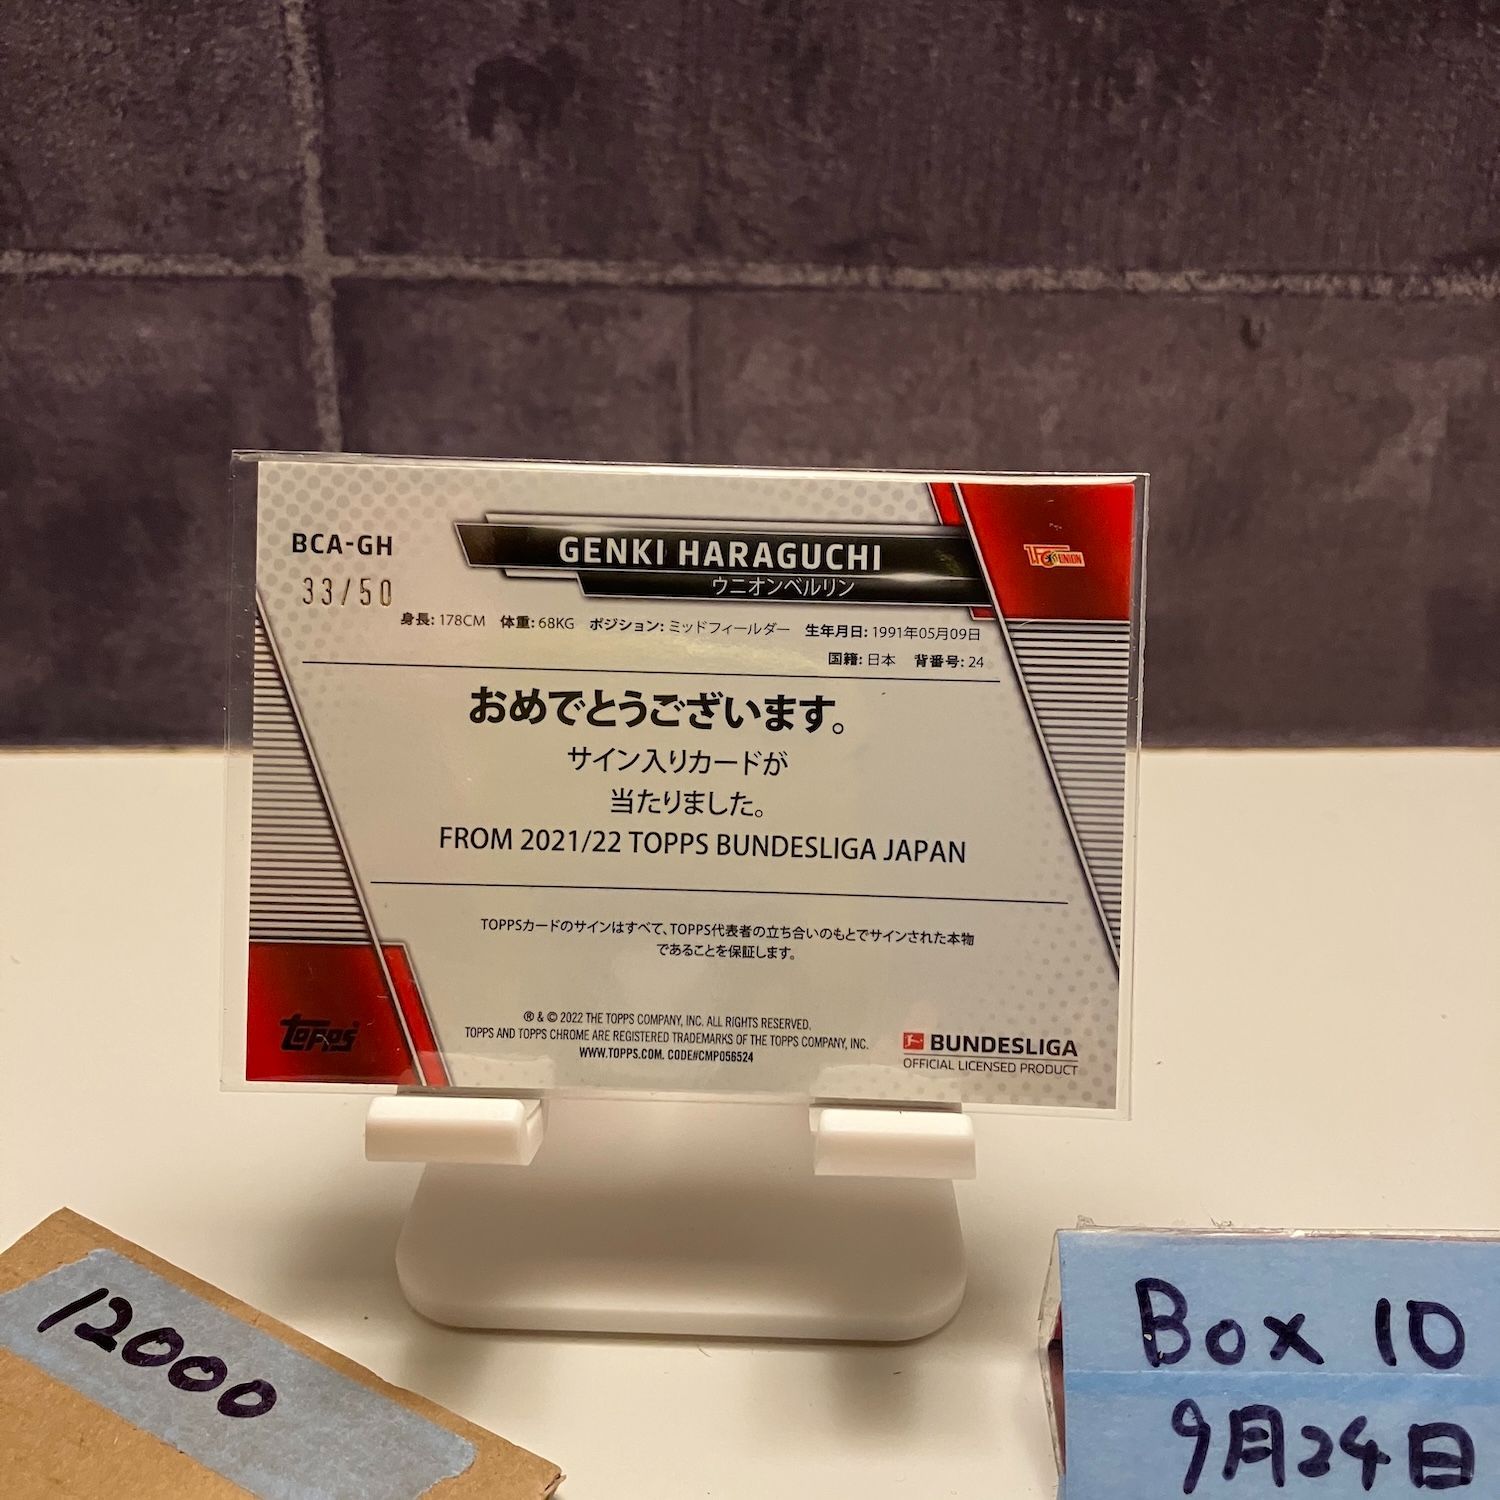 BCA-GH
33/50
GENKI HARAGUCHI
ウニオンベルリン
UNION
身長: 178CM 体重: 68KG ポジション: ミッドフィールダー 生年月日: 1991年05月09日
国籍: 日本 背番号: 24
おめでとうございます。
サイン入りカードが
当たりました。
FROM 2021/22 TOPPS BUNDESLIGA JAPAN
TOPPSカードのサインはすべて、TOPPS代表者の立ち合いのもとでサインされた本物
であることを保証します。
® & © 2022 THE TOPPS COMPANY, INC. ALL RIGHTS RESERVED.
TOPPS AND TOPPS CHROME ARE REGISTERED TRADEMARKS OF THE TOPPS COMPANY, INC.
WWW.TOPPS.COM. CODE#CMP056524
topps
BUNDESLIGA
OFFICIAL LICENSED PRODUCT
12000
Box 10
9月24日